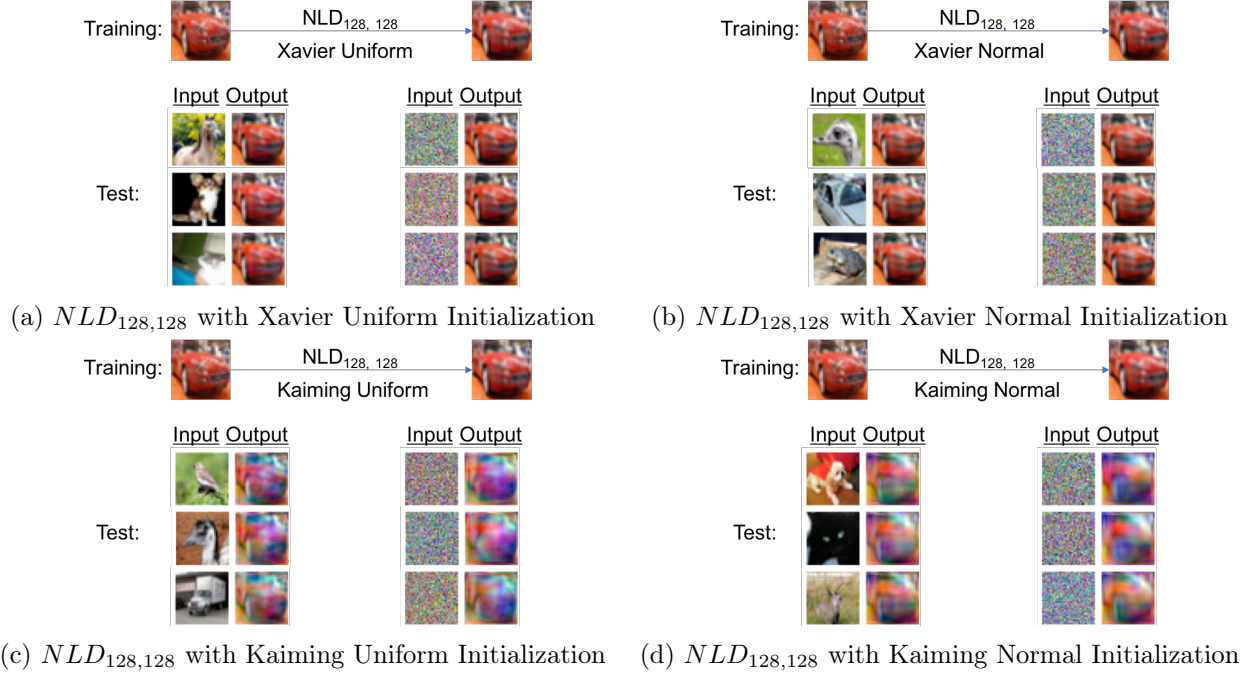 Training: NLD128, 128 Xavier Uniform
Input Output Input Output
Test:
(a) NLD128,128 with Xavier Uniform Initialization
Training: NLD128, 128 Xavier Normal
Input Output Input Output
Test:
(b) NLD128,128 with Xavier Normal Initialization
Training: NLD128, 128 Kaiming Uniform
Input Output Input Output
Test:
(c) NLD128,128 with Kaiming Uniform Initialization
Training: NLD128, 128 Kaiming Normal
Input Output Input Output
Test:
(d) NLD128,128 with Kaiming Normal Initialization